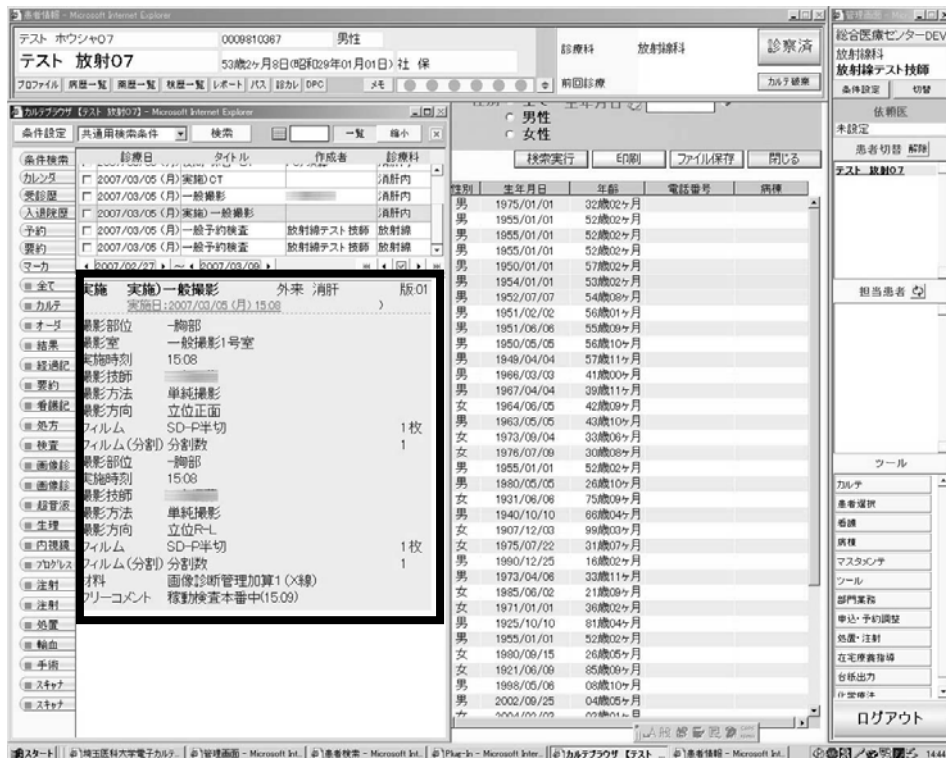 患者情報 - Microsoft Internet Explorer
テスト ホウシャ07 0009810367 男性
テスト 放射07 53歳2ヶ月8日(昭和29年01月01日) 社 保
診療科 放射線科 診察済
プロファイル 病歴一覧 薬歴一覧 検歴一覧 レポート パス 診カレ DPC メモ 前回診療 カルテ破棄
カルテブラウザ 【テスト 放射07】 - Microsoft Internet Explorer
条件設定 共通用検索条件 検索 一覧 縮小 ×
条件検索 診療日 タイトル 作成者 診療科
2007/03/05 (月) 実施) CT 消肝内
2007/03/05 (月) 一般撮影 消肝内
2007/03/05 (月) 実施) 一般撮影 消肝内
2007/03/05 (月) 一般予約検査 放射線テスト技師 放射線
2007/03/05 (月) 一般予約検査 放射線テスト技師 放射線
2007/02/27 ~ 2007/03/09
カレンダ
受診歴
入退院歴
予約
要約
マーカ
全て
カルテ
オーダ
結果
経過記
要約
看護記
処方
検査
画像診
画像診
超音波
生理
内視鏡
プログレス
注射
注射
処置
輸血
手術
スキャナ
スキャナ
実施 実施) 一般撮影 外来 消肝 版:01
実施日:2007/03/05 (月) 15:08 )
撮影部位 -胸部
撮影室 一般撮影1号室
実施時刻 15:08
撮影技師
撮影方法 単純撮影
撮影方向 立位正面
フィルム SD-P半切 1枚
フィルム(分割) 分割数 1
撮影部位 -胸部
実施時刻 15:08
撮影技師
撮影方法 単純撮影
撮影方向 立位R-L
フィルム SD-P半切 1枚
フィルム(分割) 分割数 1
材料 画像診断管理加算1 (X線)
フリーコメント 稼動検査本番中(15:09)
男性
女性
検索実行 印刷 ファイル保存 閉じる
性別 生年月日 年齢 電話番号 病棟
男 1975/01/01 32歳02ヶ月
男 1955/01/01 52歳02ヶ月
男 1955/01/01 52歳02ヶ月
男 1955/01/01 52歳02ヶ月
男 1950/01/01 57歳02ヶ月
男 1954/01/01 53歳02ヶ月
男 1952/07/07 54歳08ヶ月
男 1951/02/02 56歳01ヶ月
男 1951/06/06 55歳09ヶ月
男 1950/05/05 56歳10ヶ月
男 1949/04/04 57歳11ヶ月
男 1966/03/03 41歳00ヶ月
男 1967/04/04 39歳11ヶ月
女 1964/06/05 42歳09ヶ月
男 1963/05/05 43歳10ヶ月
女 1973/09/04 33歳06ヶ月
女 1976/07/09 30歳08ヶ月
男 1955/01/01 52歳02ヶ月
男 1980/05/05 26歳10ヶ月
女 1931/06/06 75歳09ヶ月
男 1940/10/10 66歳04ヶ月
女 1907/12/03 99歳03ヶ月
女 1975/07/22 31歳07ヶ月
男 1990/12/25 16歳02ヶ月
男 1973/04/06 33歳11ヶ月
女 1985/06/02 21歳09ヶ月
女 1971/01/01 36歳02ヶ月
男 1925/10/10 81歳04ヶ月
男 1955/01/01 52歳02ヶ月
女 1980/09/15 26歳05ヶ月
女 1921/06/09 85歳09ヶ月
男 1998/05/06 08歳10ヶ月
男 2002/09/25 04歳05ヶ月
総合医療センターDEV
放射線科
放射線テスト技師
条件設定 切替
依頼医
未設定
患者切替 解除
テスト 放射07
担当患者
ツール
カルテ
患者選択
看護
病棟
マスタメンテ
ツール
部門業務
申込・予約調整
処置・注射
在宅療養指導
台紙出力
化学療法
ログアウト
スタート 埼玉医科大学電子カルテ.. 管理画面 - Microsoft Int.. 患者検索 - Microsoft Int.. Plug-In - Microsoft Inter.. カルテブラウザ 【テスト 患者情報 - Microsoft Int.. 14:44